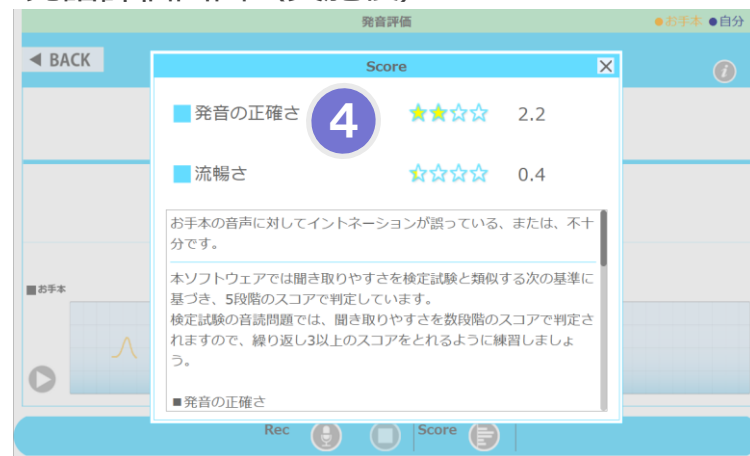 発音評価
●お手本 ●自分
BACK
Score
発音の正確さ
4
2.2
流暢さ
0.4
お手本の音声に対してイントネーションが誤っている、または、不十
分です。
本ソフトウェアでは聞き取りやすさを検定試験と類似する次の基準に
基づき、5段階のスコアで判定しています。
検定試験の音読問題では、聞き取りやすさを数段階のスコアで判定さ
れますので、繰り返し3以上のスコアをとれるように練習しましょ
う。
■発音の正確さ
■お手本
Rec
Score